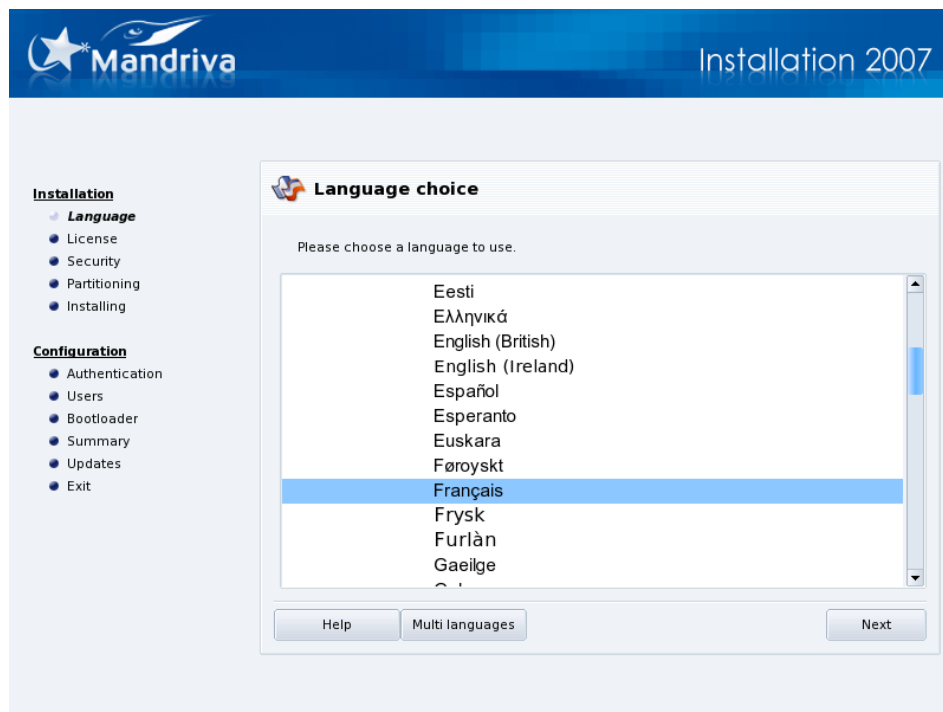 Mandriva
Installation 2007
Installation
Language
License
Security
Partitioning
Installing
Configuration
Authentication
Users
Bootloader
Summary
Updates
Exit
Language choice
Please choose a language to use.
Eesti
Ελληνικά
English (British)
English (Ireland)
Español
Esperanto
Euskara
Føroyskt
Français
Frysk
Furlàn
Gaeilge
Help
Multi languages
Next